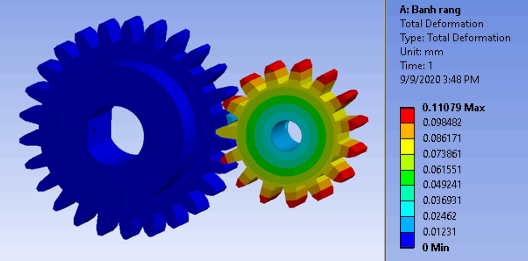 A: Banh rang
Total Deformation
Type: Total Deformation
Unit: mm
Time: 1
9/9/2020 3:48 PM
0.11079 Max
0.098482
0.086171
0.073861
0.061551
0.049241
0.036931
0.02462
0.01231
0 Min